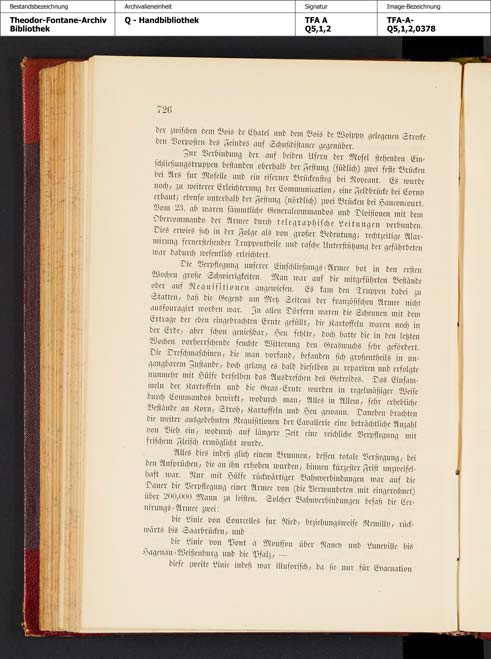 Bestandsbezeichnung
Theodor-Fontane-Archiv
Bibliothek
Archivalieneinheit
Q - Handbibliothek
Signatur
TFA A
Q5,1,2
Image-Bezeichnung
TFA-A-
Q5,1,2,0378
726
der zwischen dem Bois de Chatel und dem Bois de Woippy gelegenen Strecke
den Vorposten des Feindes auf Schußdistance gegenüber.
Zur Verbindung der auf beiden Ufern der Mosel stehenden Ein-
schließungstruppen bestanden oberhalb der Festung (südlich) zwei feste Brücken
bei Ars sur Moselle und ein eiserner Brückensteg bei Noveant. Es wurde
noch, zu weiterer Erleichterung der Communication, eine Feldbrücke bei Corny
erbaut; ebenso unterhalb der Festung (nördlich) zwei Brücken bei Hauconcourt.
Vom 23. ab waren sämmtliche Generalcommandos und Divisionen mit dem
Obercommando der Armee durch telegraphische Leitungen verbunden.
Dies erwies sich in der Folge als von großer Bedeutung; rechtzeitige Alar-
mirung fernerstehender Truppentheile und rasche Unterstützung der gefährdeten
war dadurch wesentlich erleichtert.
Die Verpflegung unserer Einschließungs-Armee bot in den ersten
Wochen große Schwierigkeiten. Man war auf die mitgeführten Bestände
oder auf Requisitionen angewiesen. Es kam den Truppen dabei zu
Statten, daß die Gegend um Metz Seitens der französischen Armee nicht
ausfouragirt worden war. In allen Dörfern waren die Scheunen mit dem
Ertrage der eben eingebrachten Ernte gefüllt, die Kartoffeln waren noch in
der Erde, aber schon genießbar, Heu fehlte, doch hatte die in den letzten
Wochen vorherrschende feuchte Witterung den Graswuchs sehr gefördert.
Die Dreschmaschinen, die man vorfand, befanden sich großentheils in un-
gangbarem Zustande, doch gelang es bald dieselben zu repariren und erfolgte
nunmehr mit Hülfe derselben das Ausdreschen des Getreides. Das Einsam-
meln der Kartoffeln und die Gras-Ernte wurden in regelmäßiger Weise
durch Commandos bewirkt, wodurch man, Alles in Allem, sehr erhebliche
Bestände an Korn, Stroh, Kartoffeln und Heu gewann. Daneben brachten
die weiter ausgedehnten Requisitionen der Cavallerie eine beträchtliche Anzahl
von Vieh ein, wodurch auf längere Zeit eine reichliche Verpflegung mit
frischem Fleisch ermöglicht wurde.
Alles dies indeß glich einem Brunnen, dessen totale Versiegung, bei
den Ansprüchen, die an ihn erhoben wurden, binnen kürzester Frist unzweifel-
haft war. Nur mit Hülfe rückwärtiger Bahnverbindungen war auf die
Dauer die Verpflegung einer Armee von (die Verwundeten mit eingerechnet)
über 200,000 Mann zu leisten. Solcher Bahnverbindungen besaß die Cer-
nirungs-Armee zwei:
die Linie von Courcelles sur Nied, beziehungsweise Remilly, rück-
wärts bis Saarbrücken, und
die Linie von Pont à Mousson über Nancy und Luneville bis
Hagenau-Weißenburg und die Pfalz, —
diese zweite Linie indeß war illusorisch, da sie nur für Evacuation